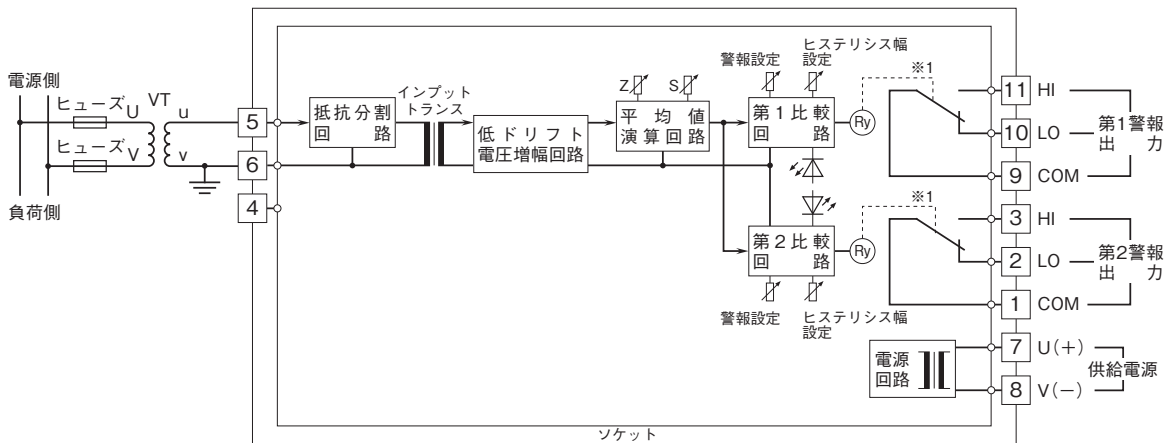 電源側
負荷側
ヒューズ
ヒューズ
U
V
VT
u
v
5
6
4
抵抗分割
回　　路
インプット
トランス
低ドリフト
電圧増幅回路
Z
S
平均値
演算回路
警報設定
ヒステリシス幅
設定
第1比較
回　　路
Ry
※1
第2比較
回　　路
Ry
※1
警報設定
ヒステリシス幅
設定
電源
回路
11 HI
10 LO
9 COM
第1警報
出　　力
3 HI
2 LO
1 COM
第2警報
出　　力
7 U(+)
8 V(−)
供給電源
ソケット